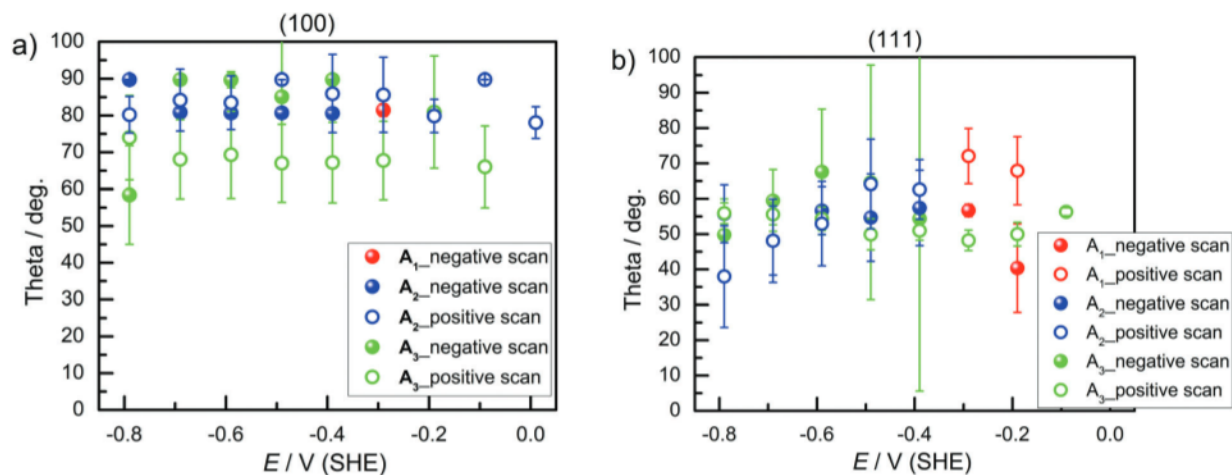 a)
(100)
100
90
80
70
60
50
40
30
20
10
0
Theta / deg.
A1_negative scan
A2_negative scan
A2_positive scan
A3_negative scan
A3_positive scan
-0.8 -0.6 -0.4 -0.2 0.0
E / V (SHE)
b)
(111)
100
90
80
70
60
50
40
30
20
10
0
Theta / deg.
A1_negative scan
A1_positive scan
A2_negative scan
A2_positive scan
A3_negative scan
A3_positive scan
-0.8 -0.6 -0.4 -0.2 0.0
E / V (SHE)